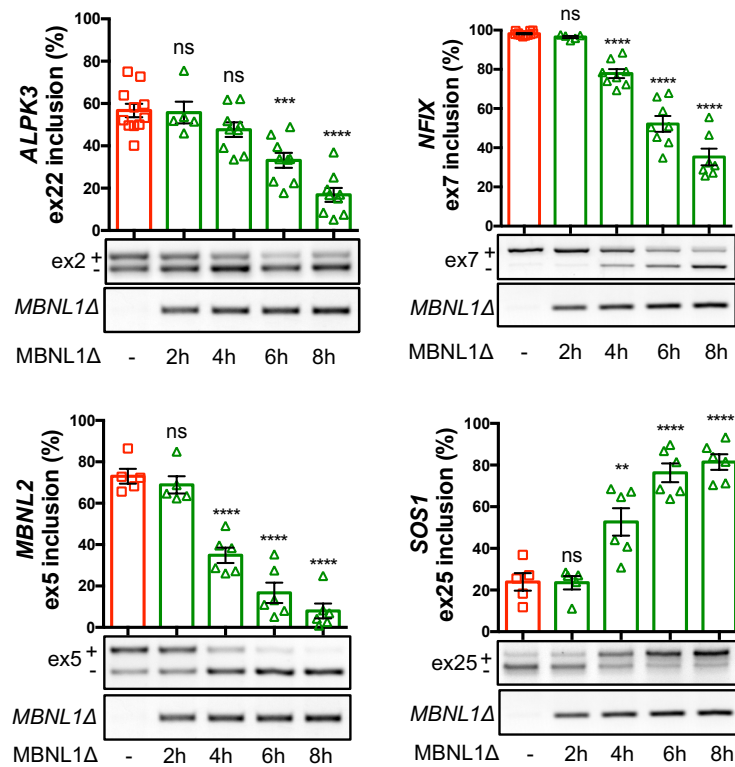 ALPK3
ex22 inclusion (%)
100
80
60
40
20
0
ns
ns
***
****
ex2 +
-
MBNL1Δ
MBNL1Δ - 2h 4h 6h 8h
NFIX
ex7 inclusion (%)
100
80
60
40
20
0
ns
****
****
****
ex7 +
-
MBNL1Δ
MBNL1Δ - 2h 4h 6h 8h
MBNL2
ex5 inclusion (%)
100
80
60
40
20
0
ns
****
****
****
ex5 +
-
MBNL1Δ
MBNL1Δ - 2h 4h 6h 8h
SOS1
ex25 inclusion (%)
100
80
60
40
20
0
ns
**
****
****
ex25 +
-
MBNL1Δ
MBNL1Δ - 2h 4h 6h 8h